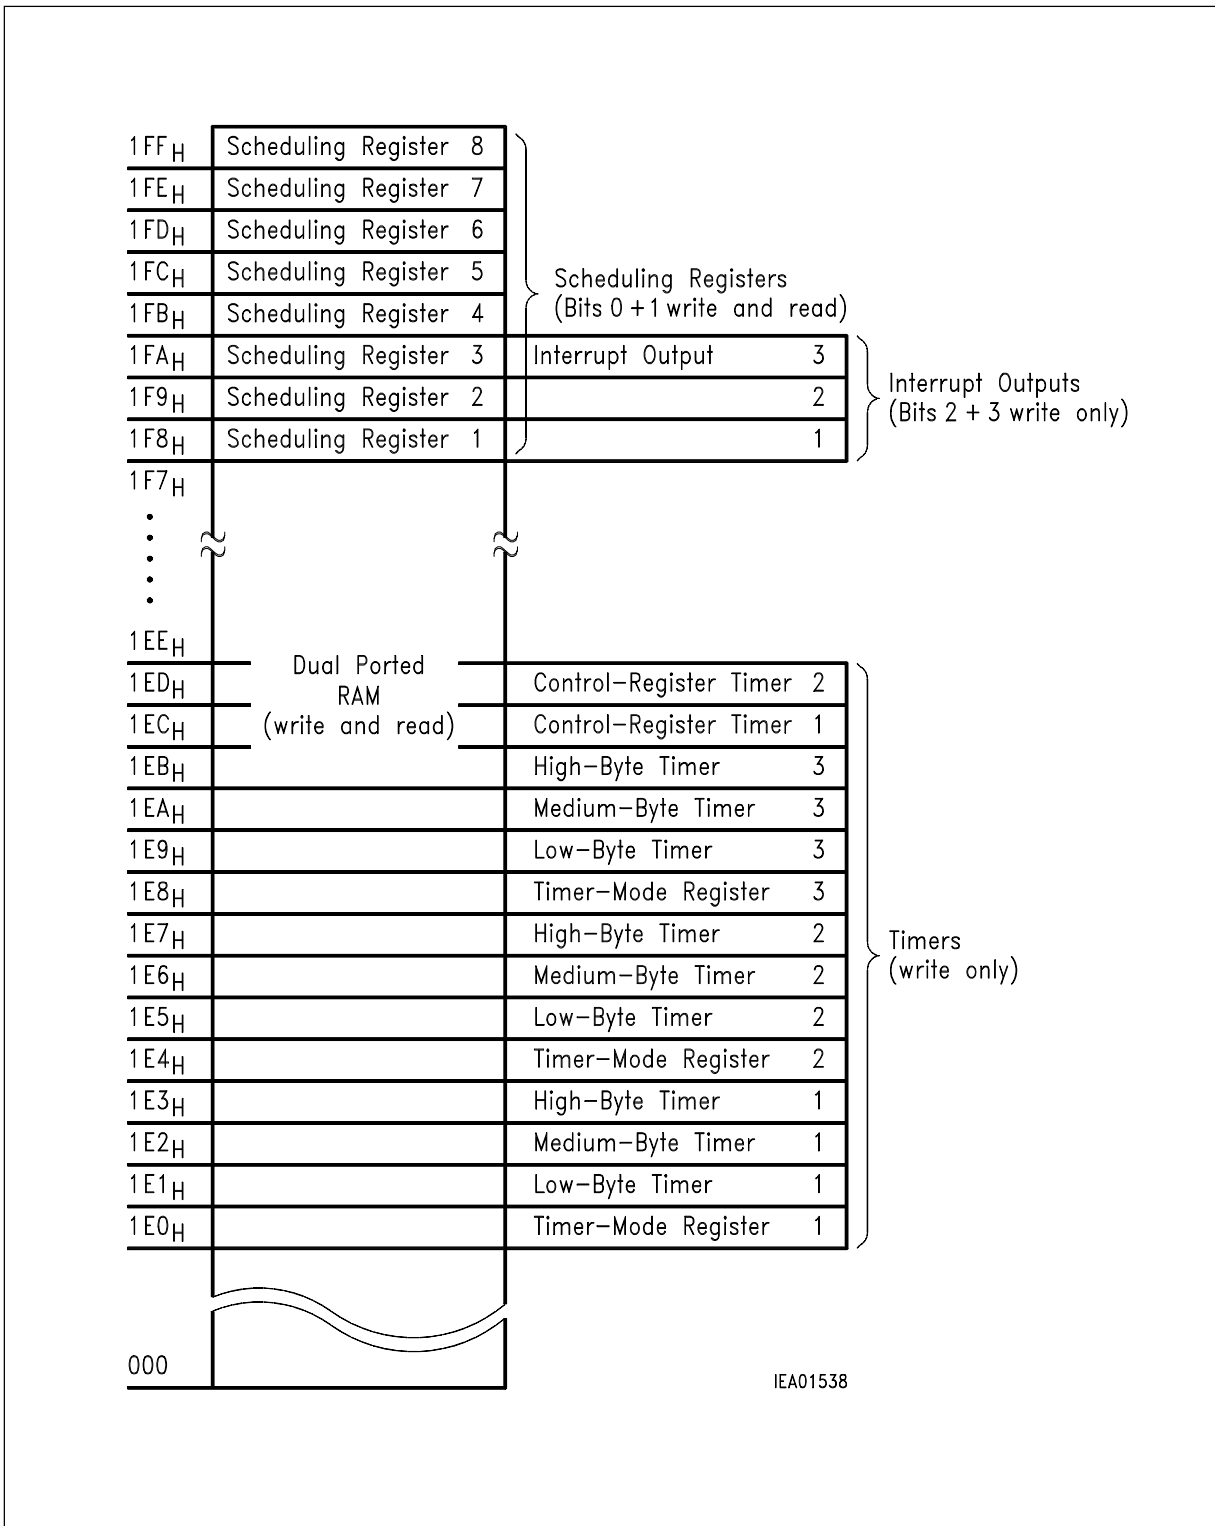 1FFH Scheduling Register 8
1FEH Scheduling Register 7
1FDH Scheduling Register 6
1FCH Scheduling Register 5
Scheduling Registers
(Bits 0 + 1 write and read)
1FBH Scheduling Register 4
1FAH Scheduling Register 3 Interrupt Output 3
1F9H Scheduling Register 2 2
Interrupt Outputs
(Bits 2 + 3 write only)
1F8H Scheduling Register 1 1
1F7H
1EEH
Dual Ported
RAM
(write and read)
1EDH Control-Register Timer 2
1ECH Control-Register Timer 1
1EBH High-Byte Timer 3
1EAH Medium-Byte Timer 3
1E9H Low-Byte Timer 3
1E8H Timer-Mode Register 3
1E7H High-Byte Timer 2
Timers
(write only)
1E6H Medium-Byte Timer 2
1E5H Low-Byte Timer 2
1E4H Timer-Mode Register 2
1E3H High-Byte Timer 1
1E2H Medium-Byte Timer 1
1E1H Low-Byte Timer 1
1E0H Timer-Mode Register 1
000
IEA01538